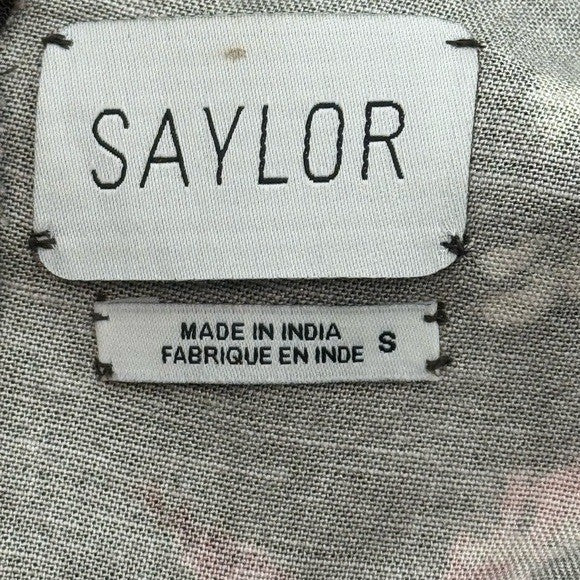 SAYLOR
MADE IN INDIA
FABRIQUE EN INDE
S